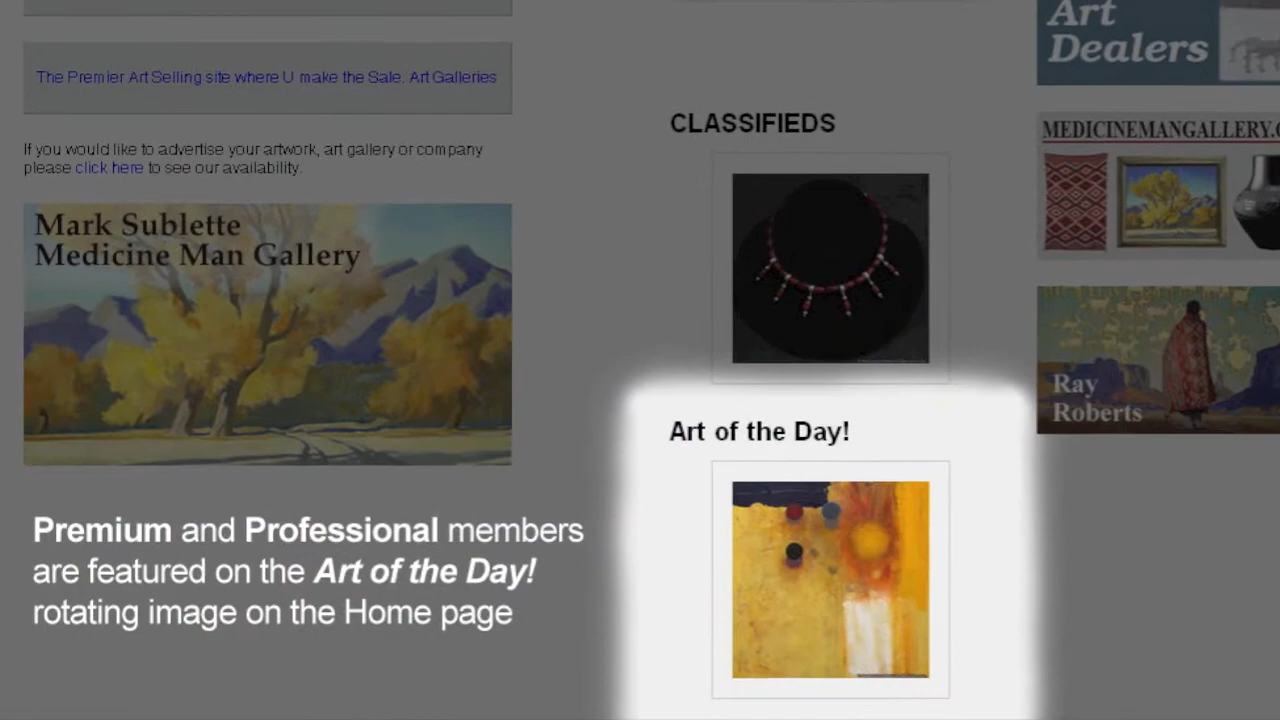 The Premier Art Selling site where U make the Sale. Art Galleries
If you would like to advertise your artwork, art gallery or company
please click here to see our availability.
Mark Sublette
Medicine Man Gallery
Premium and Professional members
are featured on the Art of the Day!
rotating image on the Home page
CLASSIFIEDS
Art of the Day!
Art
Dealers
MEDICINEMANGALLERY.
Ray
Roberts